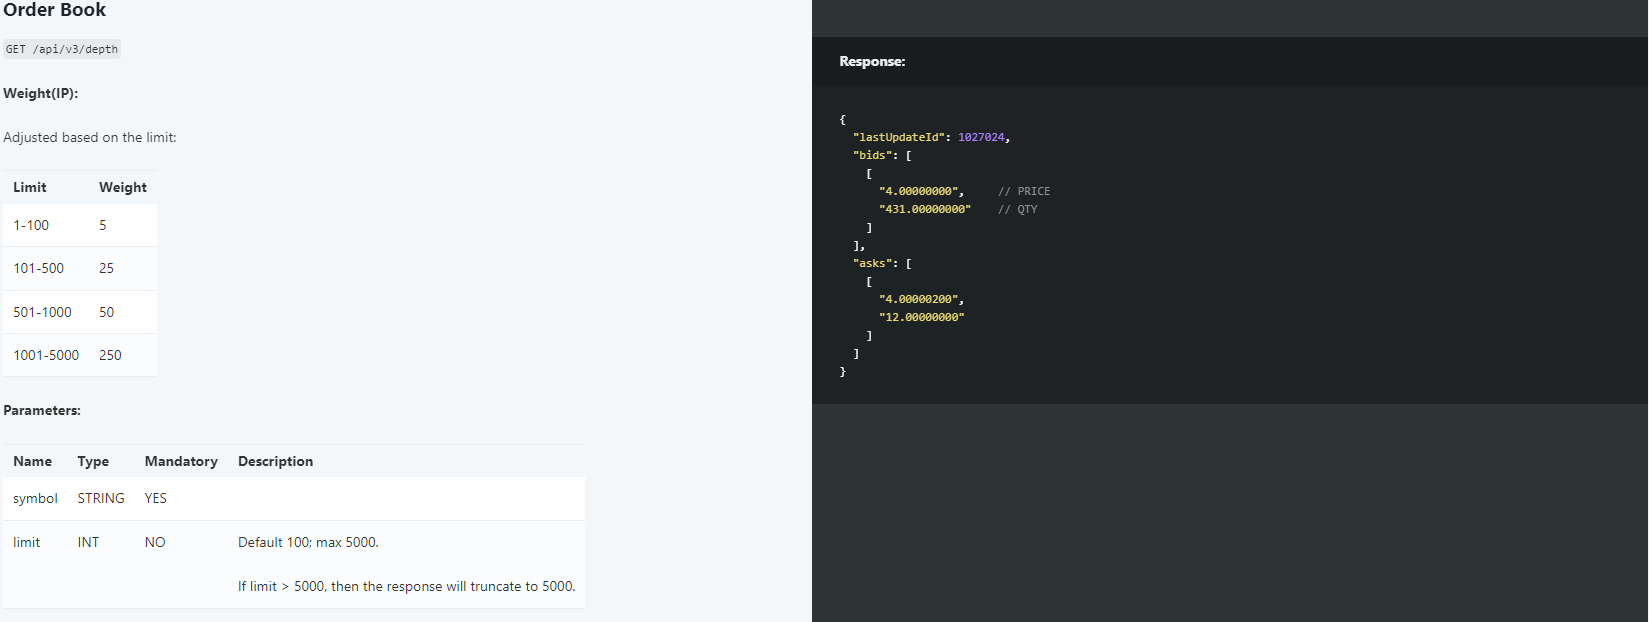 Order Book
GET /api/v3/depth
Weight(IP):
Adjusted based on the limit:
Limit Weight
1-100 5
101-500 25
501-1000 50
1001-5000 250
Parameters:
Name Type Mandatory Description
symbol STRING YES
limit INT NO Default 100; max 5000.
If limit > 5000, then the response will truncate to 5000.
Response:
{
  "lastUpdateId": 1027024,
  "bids": [
    [
      "4.00000000",     // PRICE
      "431.00000000"    // QTY
    ]
  ],
  "asks": [
    [
      "4.00000200",
      "12.00000000"
    ]
  ]
}